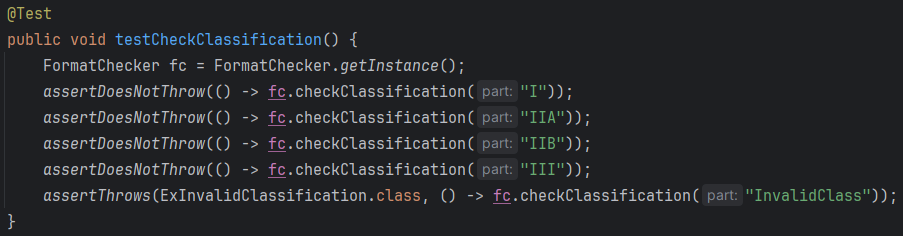 @Test
public void testCheckClassification() {
    FormatChecker fc = FormatChecker.getInstance();
    assertDoesNotThrow(() -> fc.checkClassification( part: "I"));
    assertDoesNotThrow(() -> fc.checkClassification( part: "IIA"));
    assertDoesNotThrow(() -> fc.checkClassification( part: "IIB"));
    assertDoesNotThrow(() -> fc.checkClassification( part: "III"));
    assertThrows(ExInvalidClassification.class, () -> fc.checkClassification( part: "InvalidClass"));
}